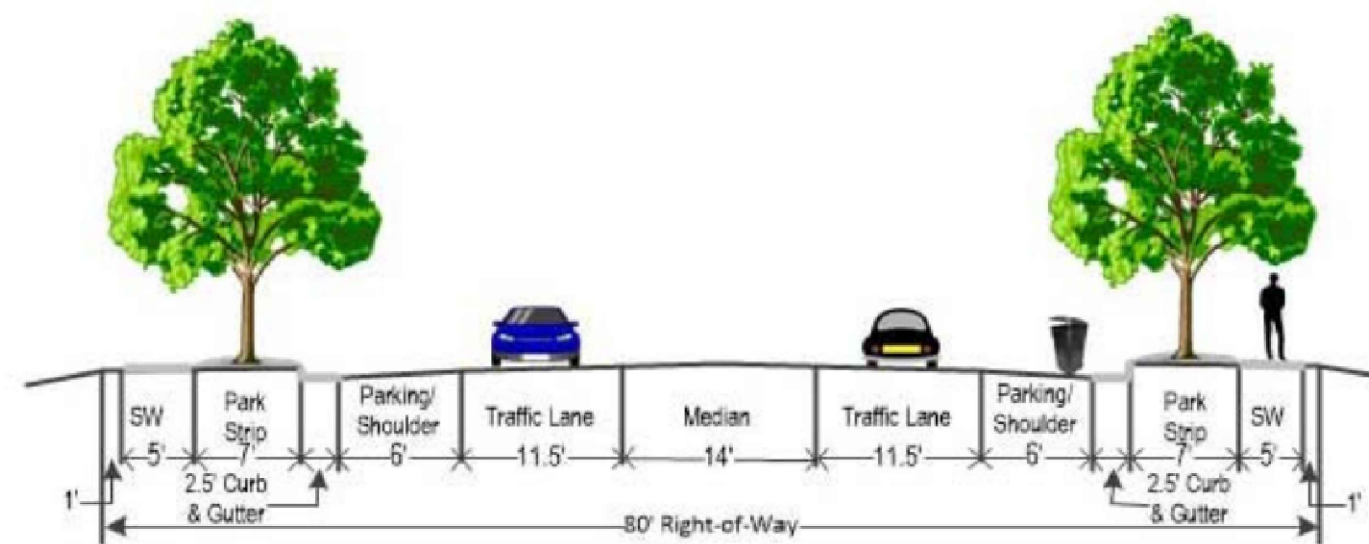 SW
Park
Strip
Parking/
Shoulder
Traffic Lane
Median
Traffic Lane
Parking/
Shoulder
Park
Strip
SW
5'
7'
6'
11.5'
14'
11.5'
6'
7'
5'
1'
2.5' Curb
& Gutter
2.5' Curb
& Gutter
1'
80' Right-of-Way